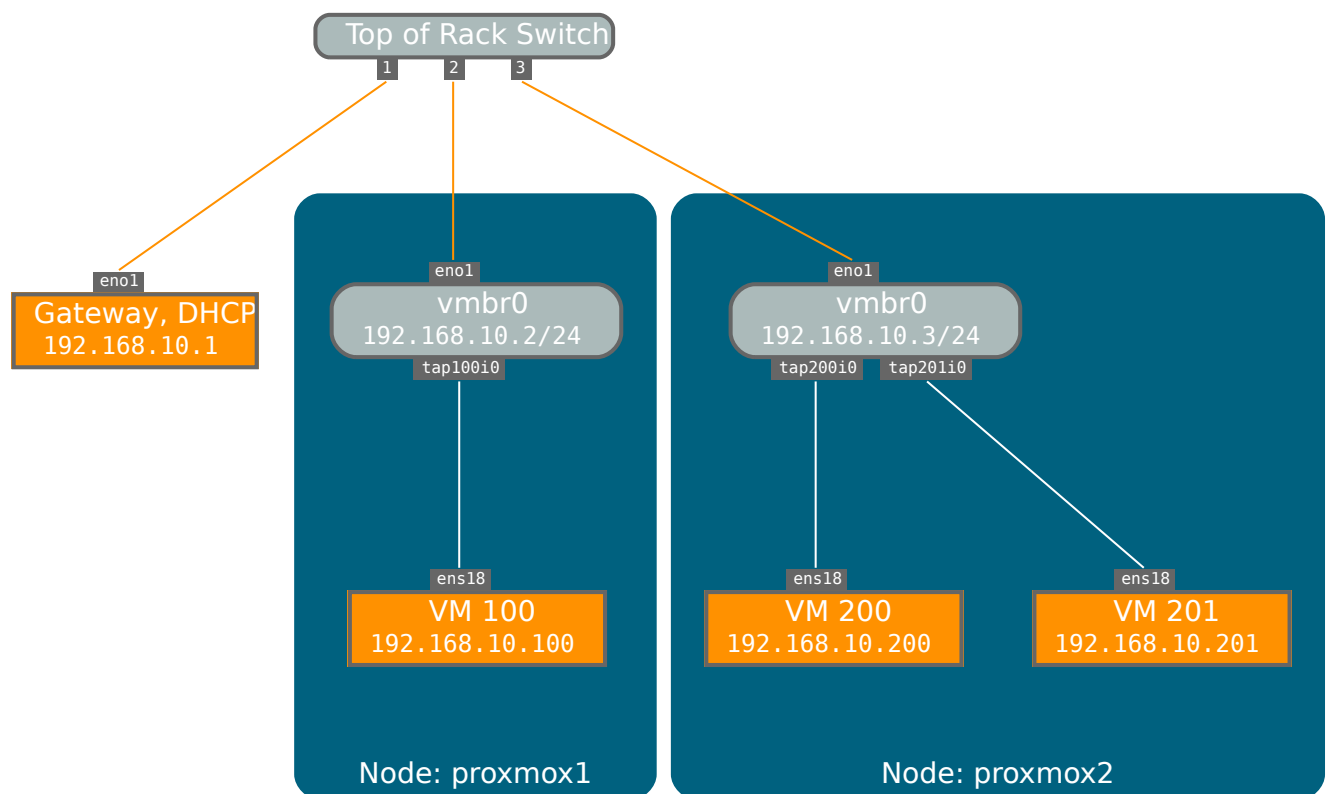 Top of Rack Switch
1 2 3
eno1
Gateway, DHCP
192.168.10.1
eno1
vmbr0
192.168.10.2/24
tap100i0
ens18
VM 100
192.168.10.100
Node: proxmox1
eno1
vmbr0
192.168.10.3/24
tap200i0 tap201i0
ens18
VM 200
192.168.10.200
ens18
VM 201
192.168.10.201
Node: proxmox2